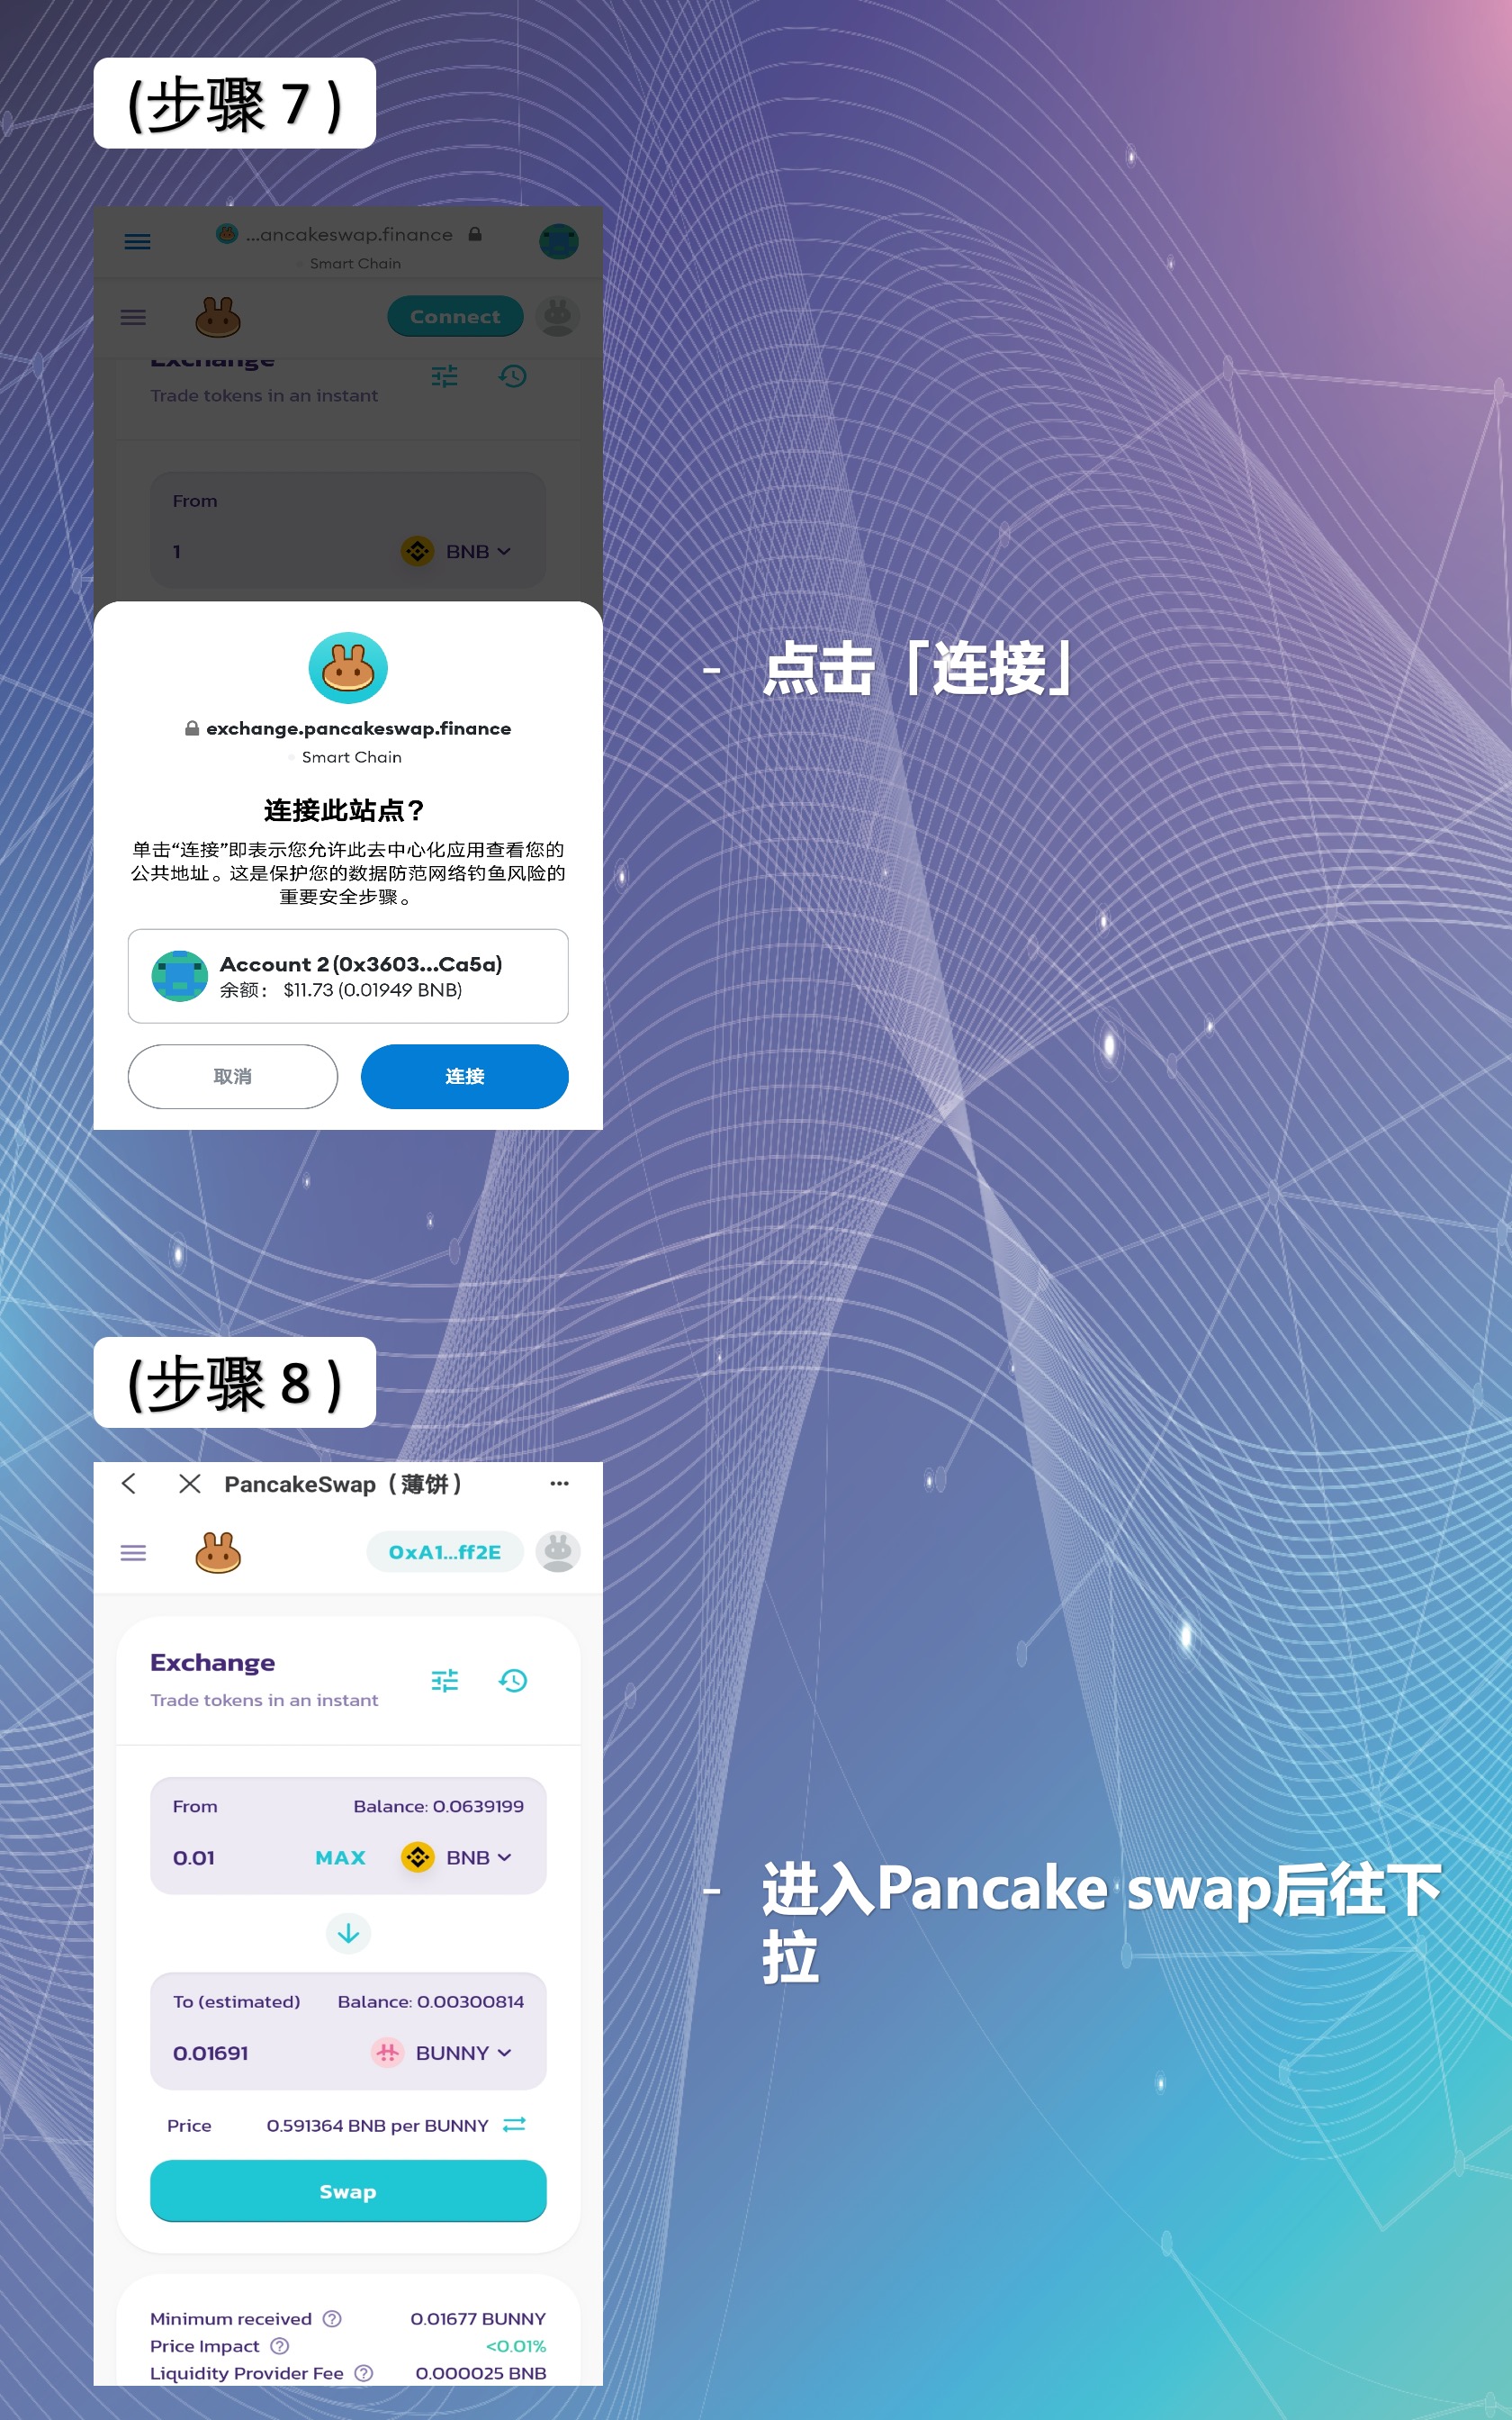 (步骤 7 )
...ancakeswap.finance
Smart Chain
Connect
Exchange
Trade tokens in an instant
From
1
BNB
exchange.pancakeswap.finance
Smart Chain
连接此站点？
单击“连接”即表示您允许此去中心化应用查看您的
公共地址。这是保护您的数据防范网络钓鱼风险的
重要安全步骤。
Account 2 (0x3603...Ca5a)
余额： $11.73 (0.01949 BNB)
取消
连接
- 点击「连接」
(步骤 8 )
PancakeSwap（薄饼）
0xA1...ff2E
Exchange
Trade tokens in an instant
From Balance: 0.0639199
0.01 MAX BNB
To (estimated) Balance: 0.00300814
0.01691 BUNNY
Price 0.591364 BNB per BUNNY
Swap
Minimum received 0.01677 BUNNY
Price Impact <0.01%
Liquidity Provider Fee 0.000025 BNB
- 进入Pancake swap后往下
拉